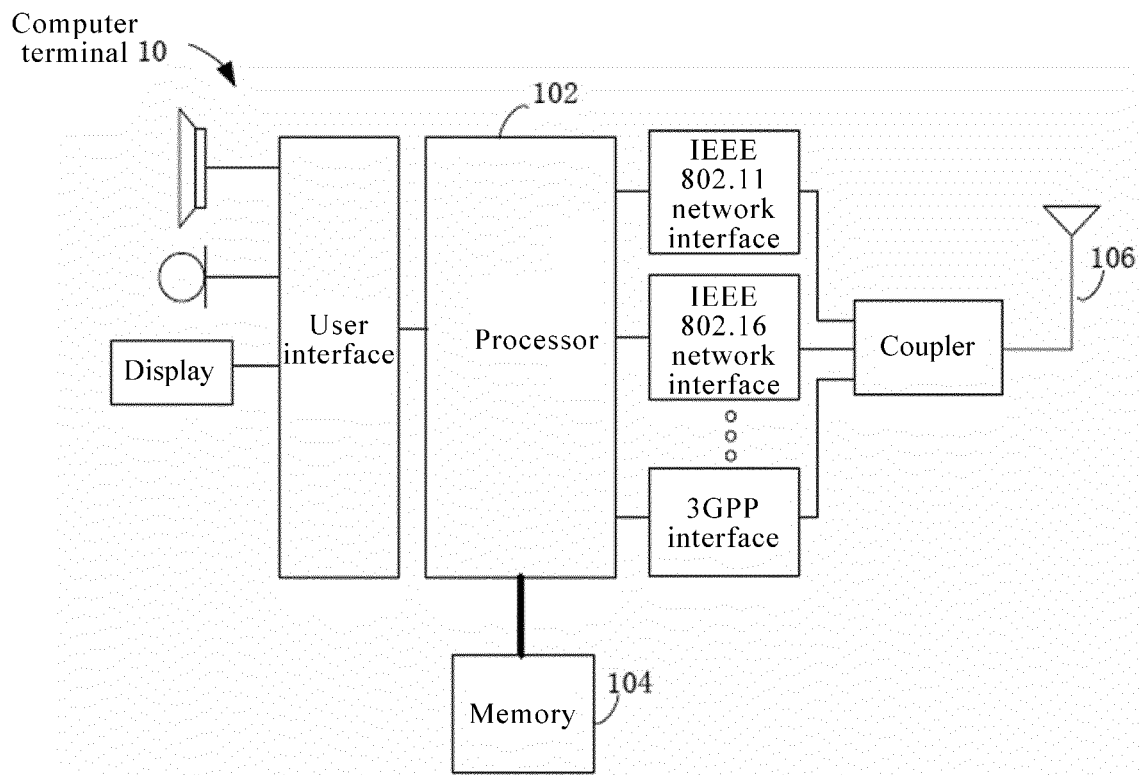 Computer
terminal 10
102
IEEE
802.11
network
interface
106
IEEE
802.16
network
interface
User
interface
Processor
Coupler
Display
3GPP
interface
104
Memory